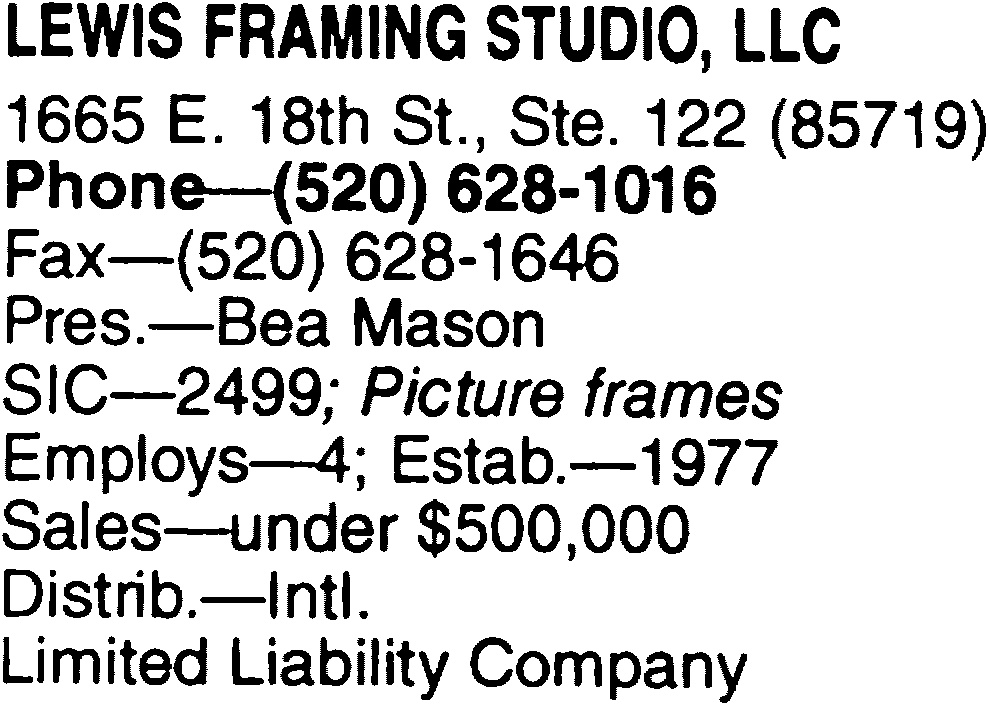 LEWIS FRAMING STUDIO, LLC
1665 E. 18th St., Ste. 122 (85719)
Phone—(520) 628-1016
Fax—(520) 628-1646
Pres.—Bea Mason
SIC—2499; Picture frames
Employs—4; Estab.—1977
Sales—under $500,000
Distrib.—Intl.
Limited Liability Company